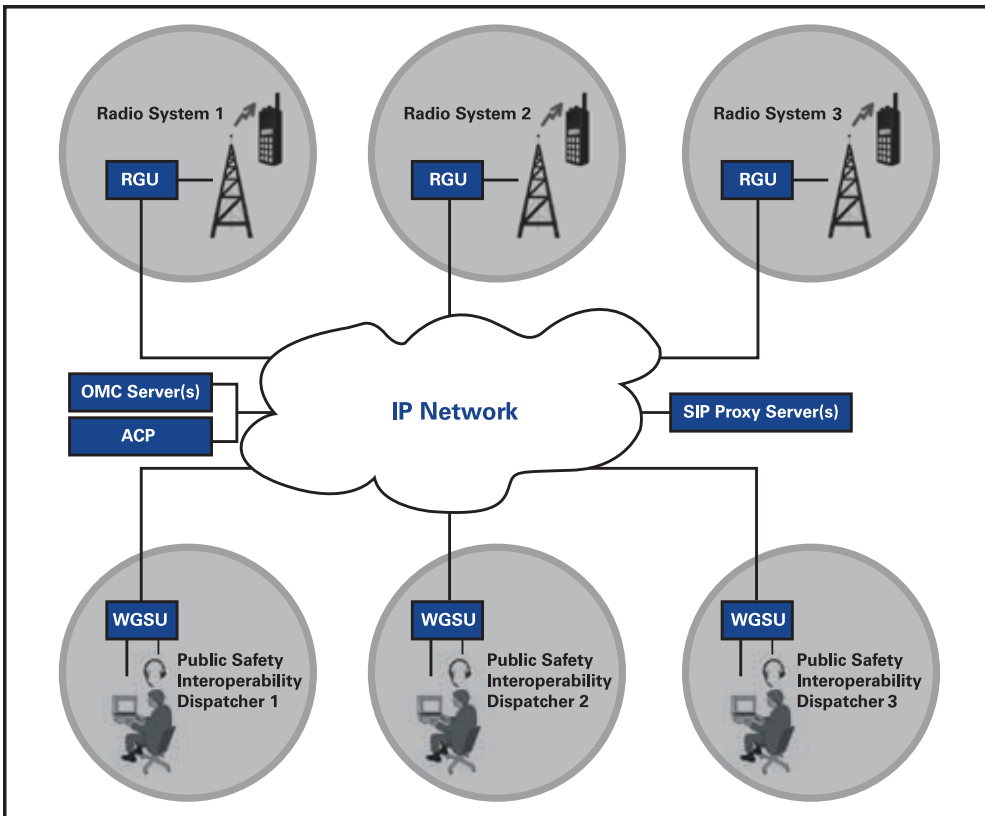 Radio System 1
RGU
Radio System 2
RGU
Radio System 3
RGU
OMC Server(s)
ACP
IP Network
SIP Proxy Server(s)
WGSU
Public Safety
Interoperability
Dispatcher 1
WGSU
Public Safety
Interoperability
Dispatcher 2
WGSU
Public Safety
Interoperability
Dispatcher 3